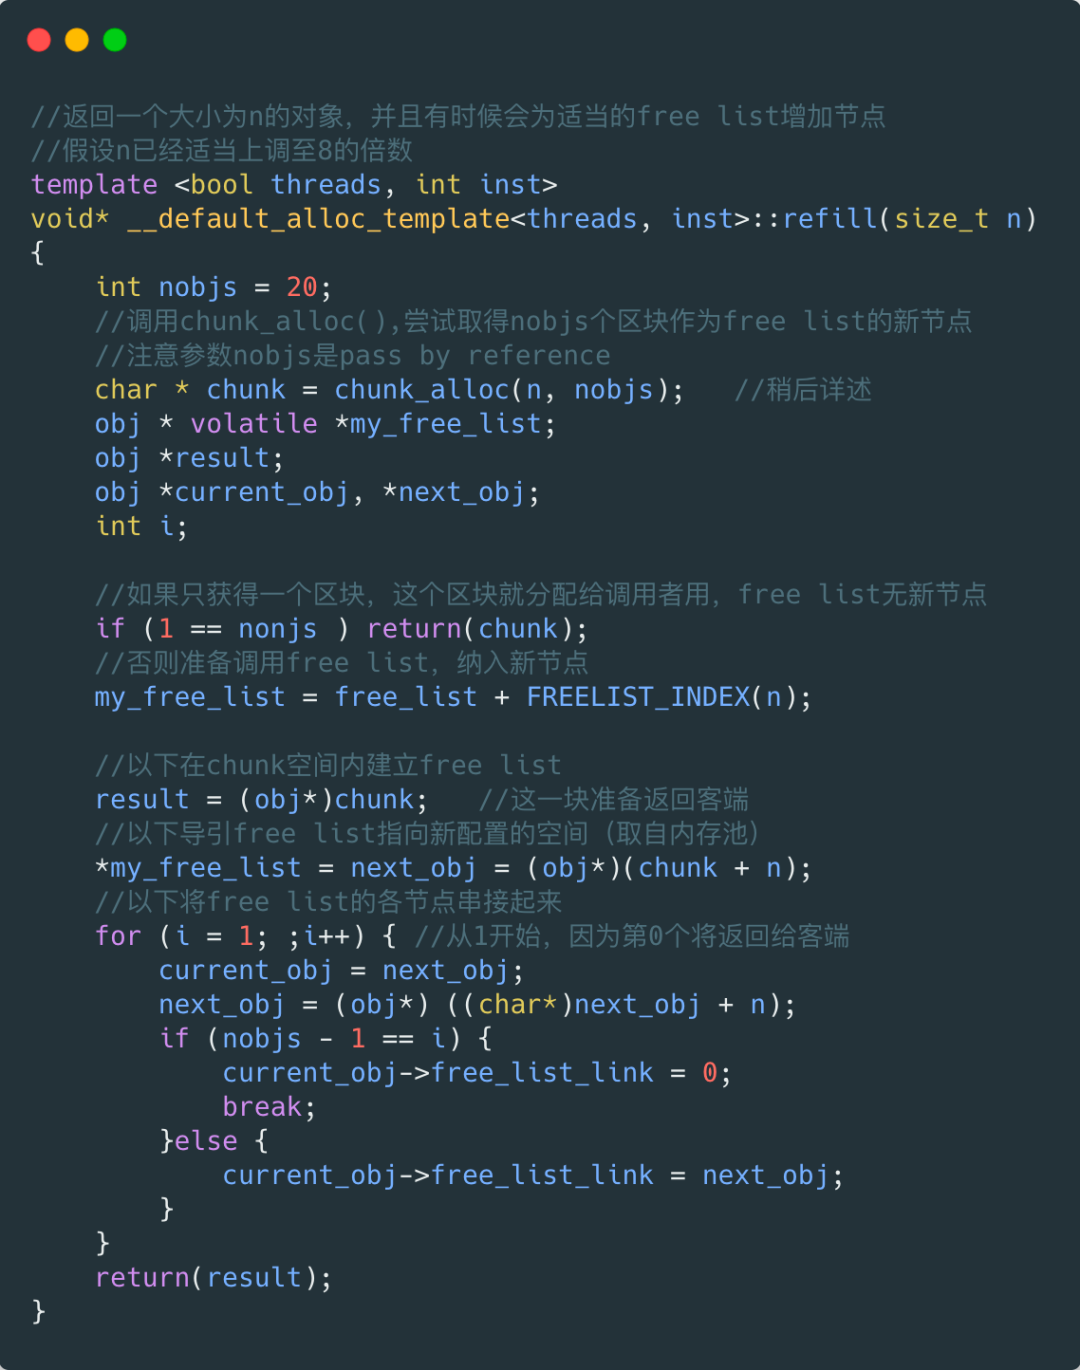 //返回一个大小为n的对象，并且有时候会为适当的free list增加节点
//假设n已经适当上调至8的倍数
template <bool threads, int inst>
void* __default_alloc_template<threads, inst>::refill(size_t n)
{
    int nobjs = 20;
    //调用chunk_alloc(),尝试取得nobjs个区块作为free list的新节点
    //注意参数nobjs是pass by reference
    char * chunk = chunk_alloc(n, nobjs);   //稍后详述
    obj * volatile *my_free_list;
    obj *result;
    obj *current_obj, *next_obj;
    int i;

    //如果只获得一个区块，这个区块就分配给调用者用，free list无新节点
    if (1 == nonjs ) return(chunk);
    //否则准备调用free list，纳入新节点
    my_free_list = free_list + FREELIST_INDEX(n);

    //以下在chunk空间内建立free list
    result = (obj*)chunk;   //这一块准备返回客端
    //以下导引free list指向新配置的空间（取自内存池）
    *my_free_list = next_obj = (obj*)(chunk + n);
    //以下将free list的各节点串接起来
    for (i = 1; ;i++) { //从1开始，因为第0个将返回给客端
        current_obj = next_obj;
        next_obj = (obj*) ((char*)next_obj + n);
        if (nobjs - 1 == i) {
            current_obj->free_list_link = 0;
            break;
        }else {
            current_obj->free_list_link = next_obj;
        }
    }
    return(result);
}